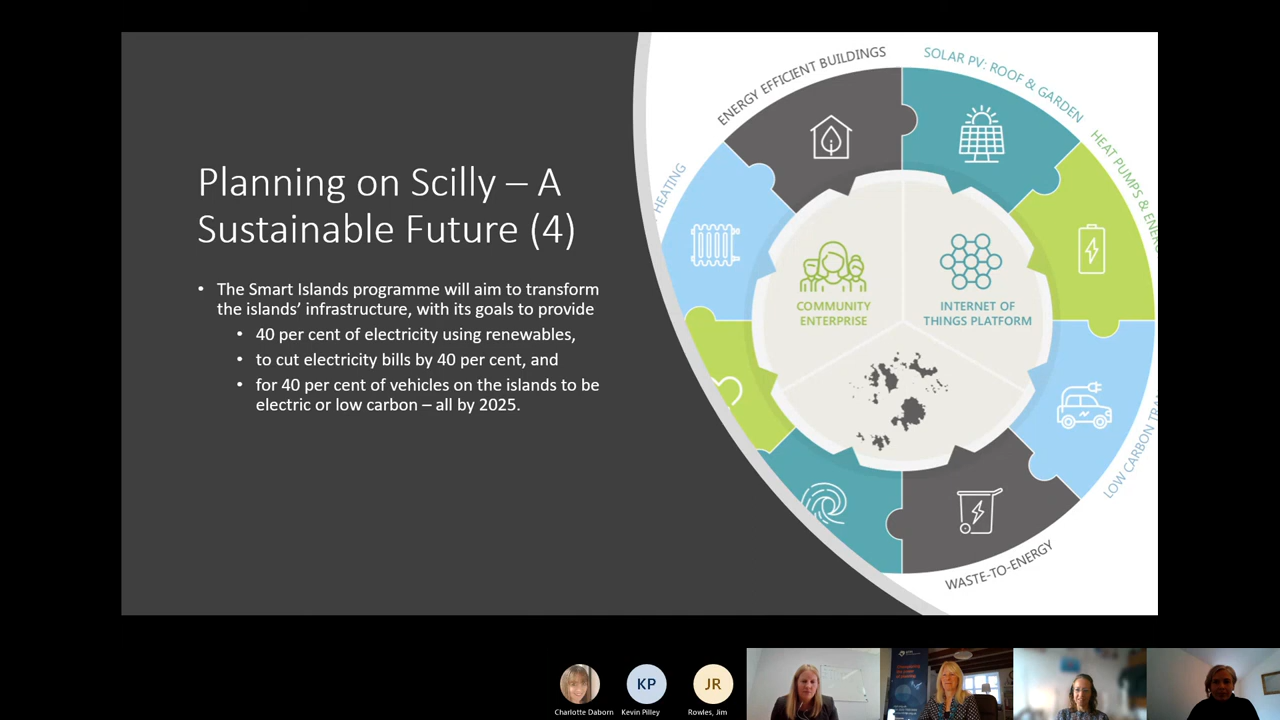 Planning on Scilly – A
Sustainable Future (4)
• The Smart Islands programme will aim to transform
the islands’ infrastructure, with its goals to provide
• 40 per cent of electricity using renewables,
• to cut electricity bills by 40 per cent, and
• for 40 per cent of vehicles on the islands to be
electric or low carbon – all by 2025.
ENERGY EFFICIENT BUILDINGS
SOLAR PV: ROOF & GARDEN
HEAT PUMPS &
HEATING
COMMUNITY
ENTERPRISE
INTERNET OF
THINGS PLATFORM
LOW CARBON
WASTE-TO-ENERGY
KP
JR
Charlotte Daborn
Kevin Pilley
Rowles, Jim